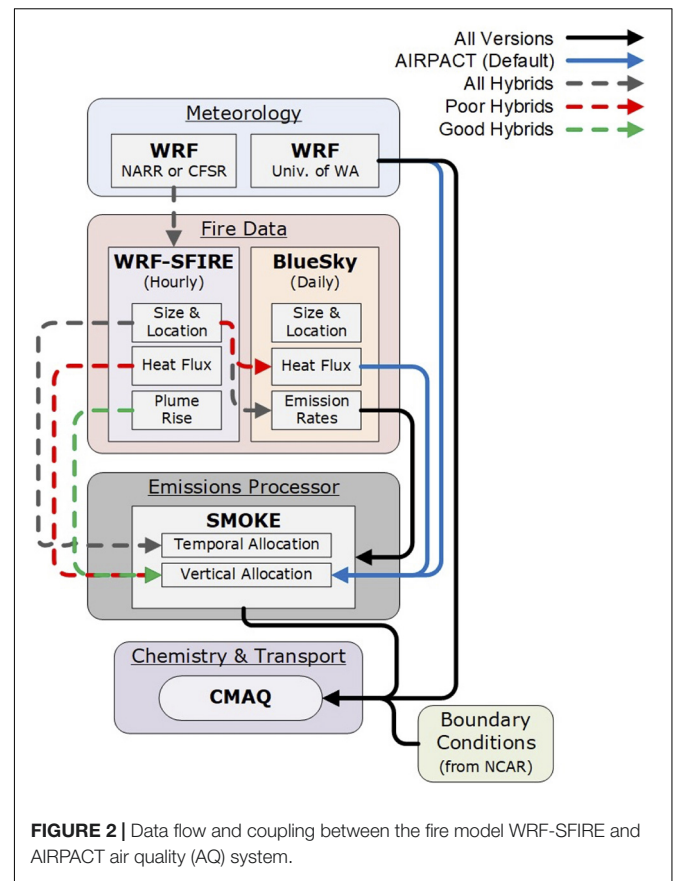 All Versions
AIRPACT (Default)
All Hybrids
Poor Hybrids
Good Hybrids
Meteorology
WRF
NARR or CFSR
WRF
Univ. of WA
Fire Data
WRF-SFIRE
(Hourly)
Size &
Location
Heat Flux
Plume
Rise
BlueSky
(Daily)
Size &
Location
Heat Flux
Emission
Rates
Emissions Processor
SMOKE
Temporal Allocation
Vertical Allocation
Chemistry & Transport
CMAQ
Boundary
Conditions
(from NCAR)
FIGURE 2 | Data flow and coupling between the fire model WRF-SFIRE and
AIRPACT air quality (AQ) system.